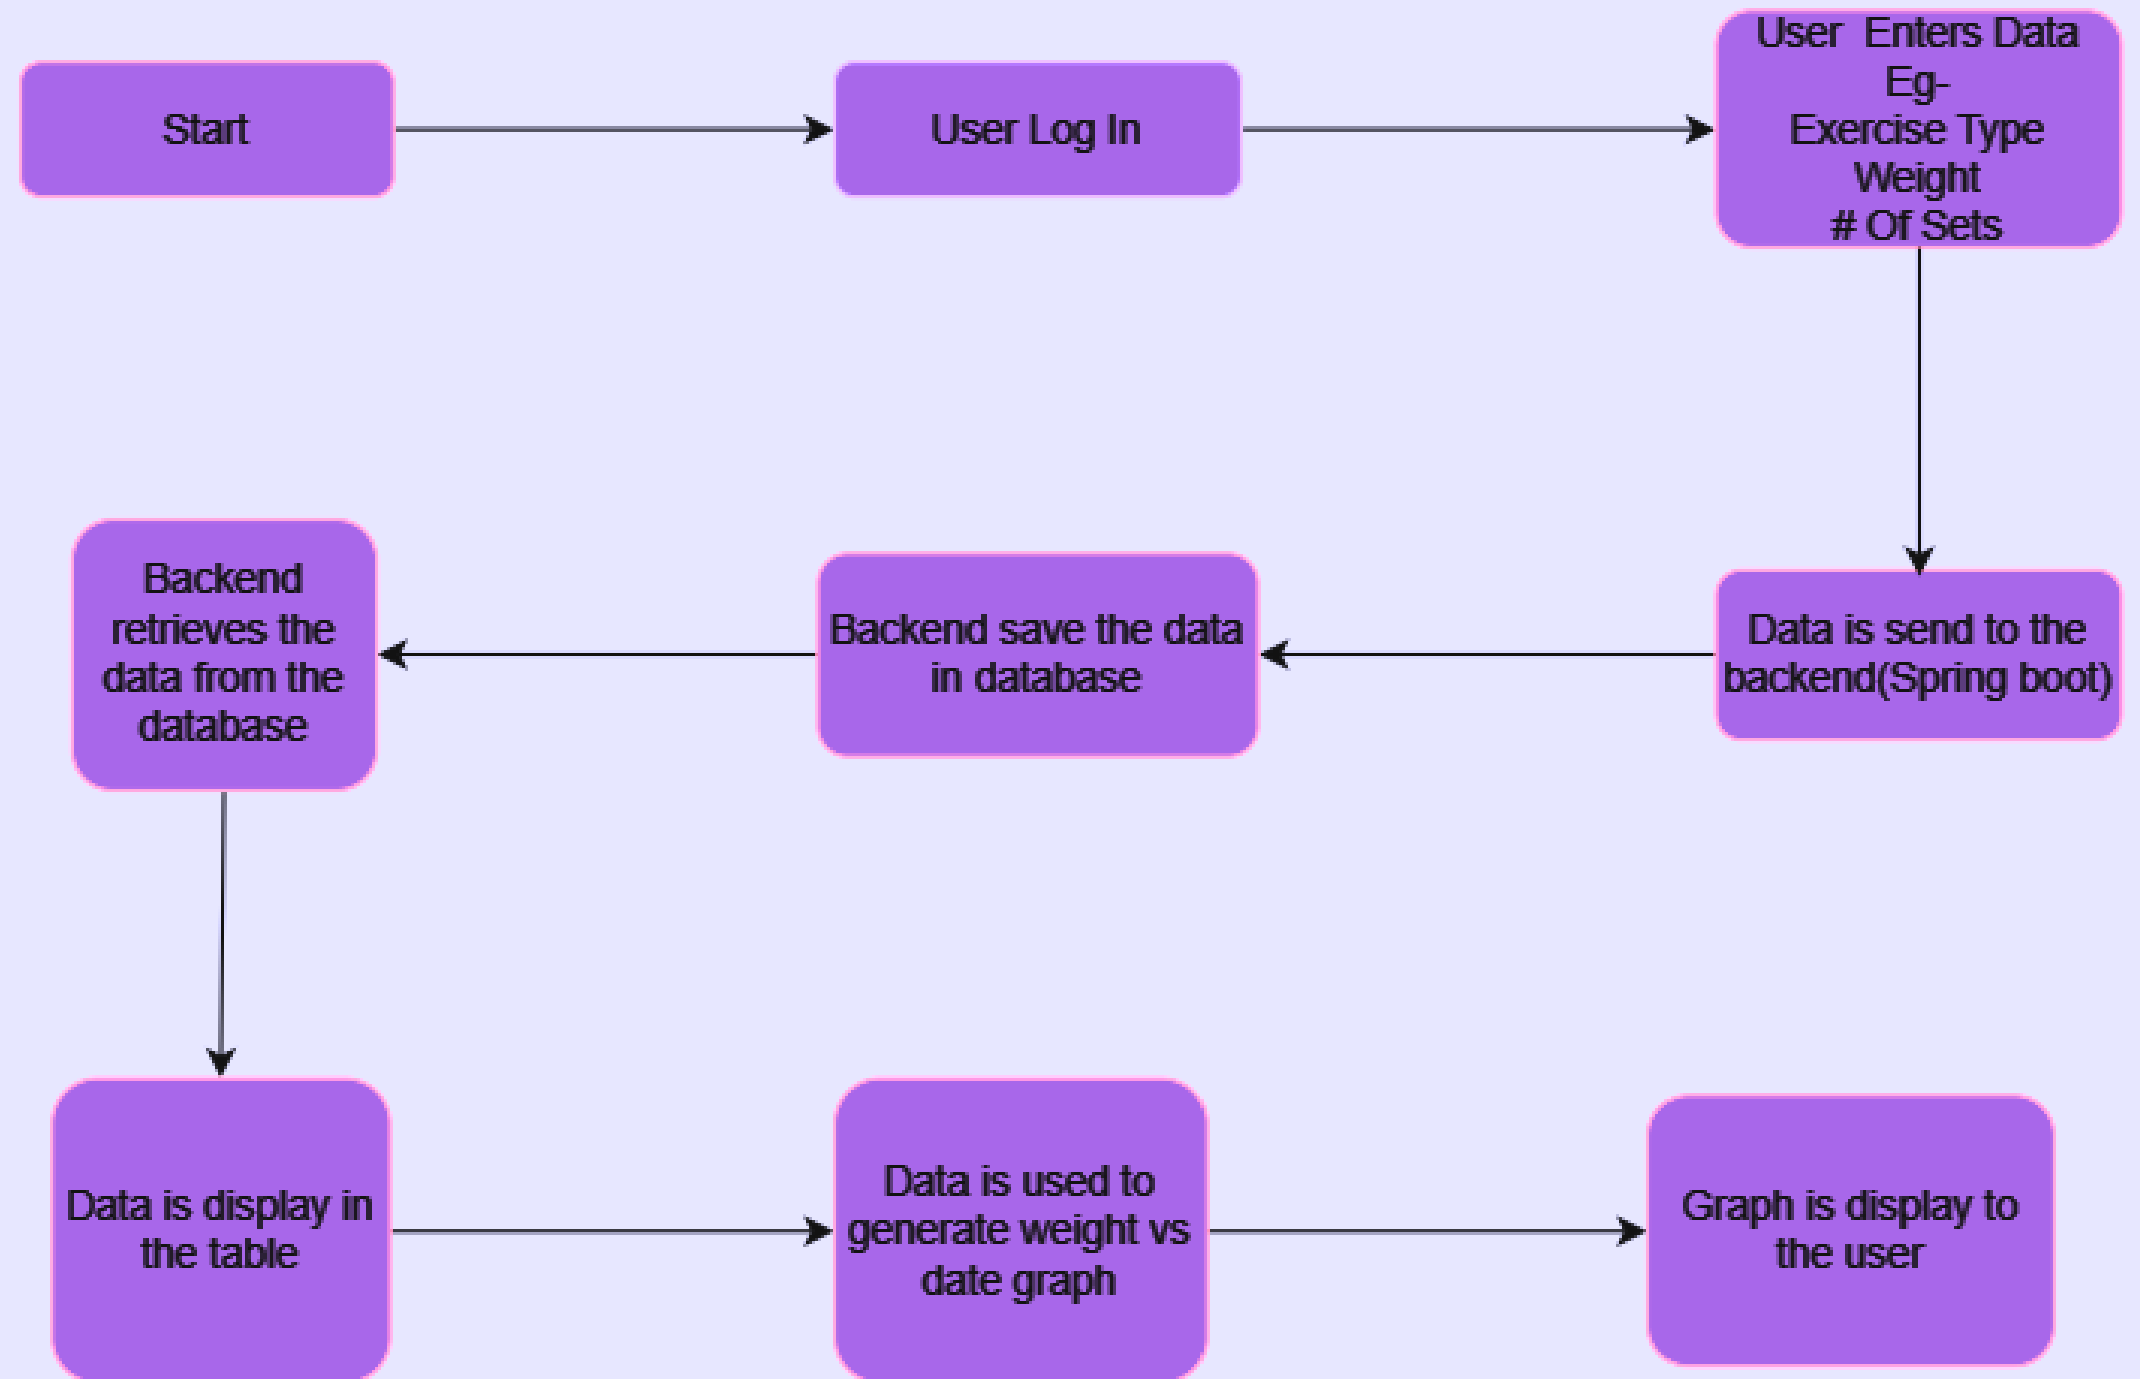 Start
User Log In
User  Enters Data
Eg-
Exercise Type
Weight
# Of Sets
Data is send to the
backend(Spring boot)
Backend save the data
in database
Backend
retrieves the
data from the
database
Data is display in
the table
Data is used to
generate weight vs
date graph
Graph is display to
the user